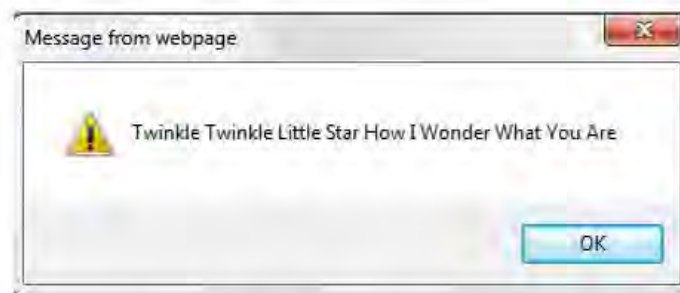 Message from webpage
Twinkle Twinkle Little Star How I Wonder What You Are
OK